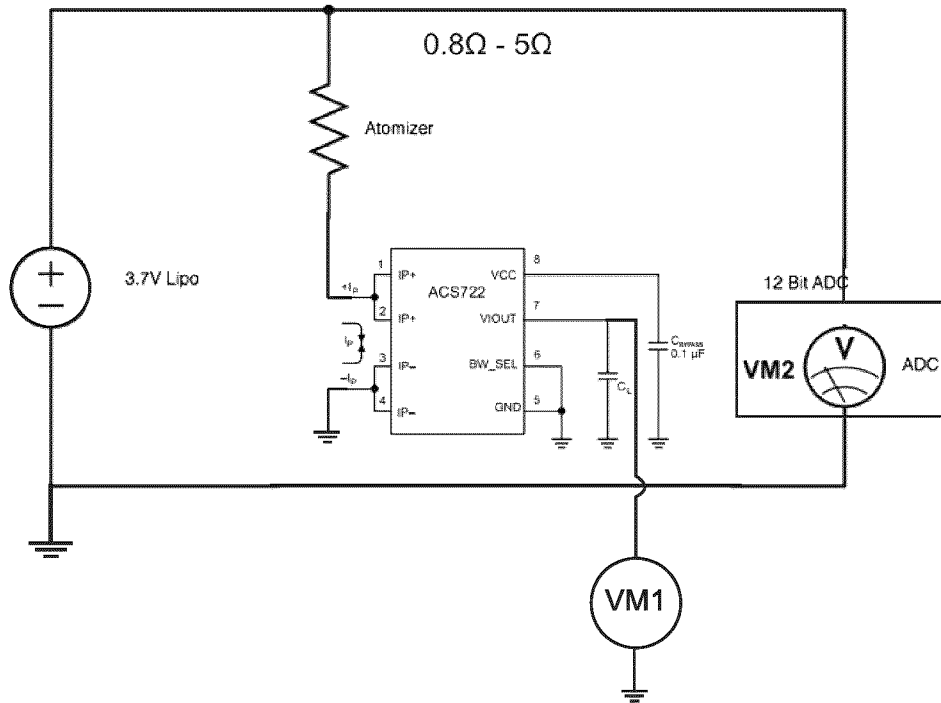 0.8Ω - 5Ω
Atomizer
3.7V Lipo
+
−
ACS722
1
IP+
+IP
2
IP+
IP
3
IP−
−IP
4
IP−
8
VCC
7
VIOUT
6
BW_SEL
5
GND
CL
CBYPASS
0.1 µF
12 Bit ADC
V
VM2
ADC
VM1